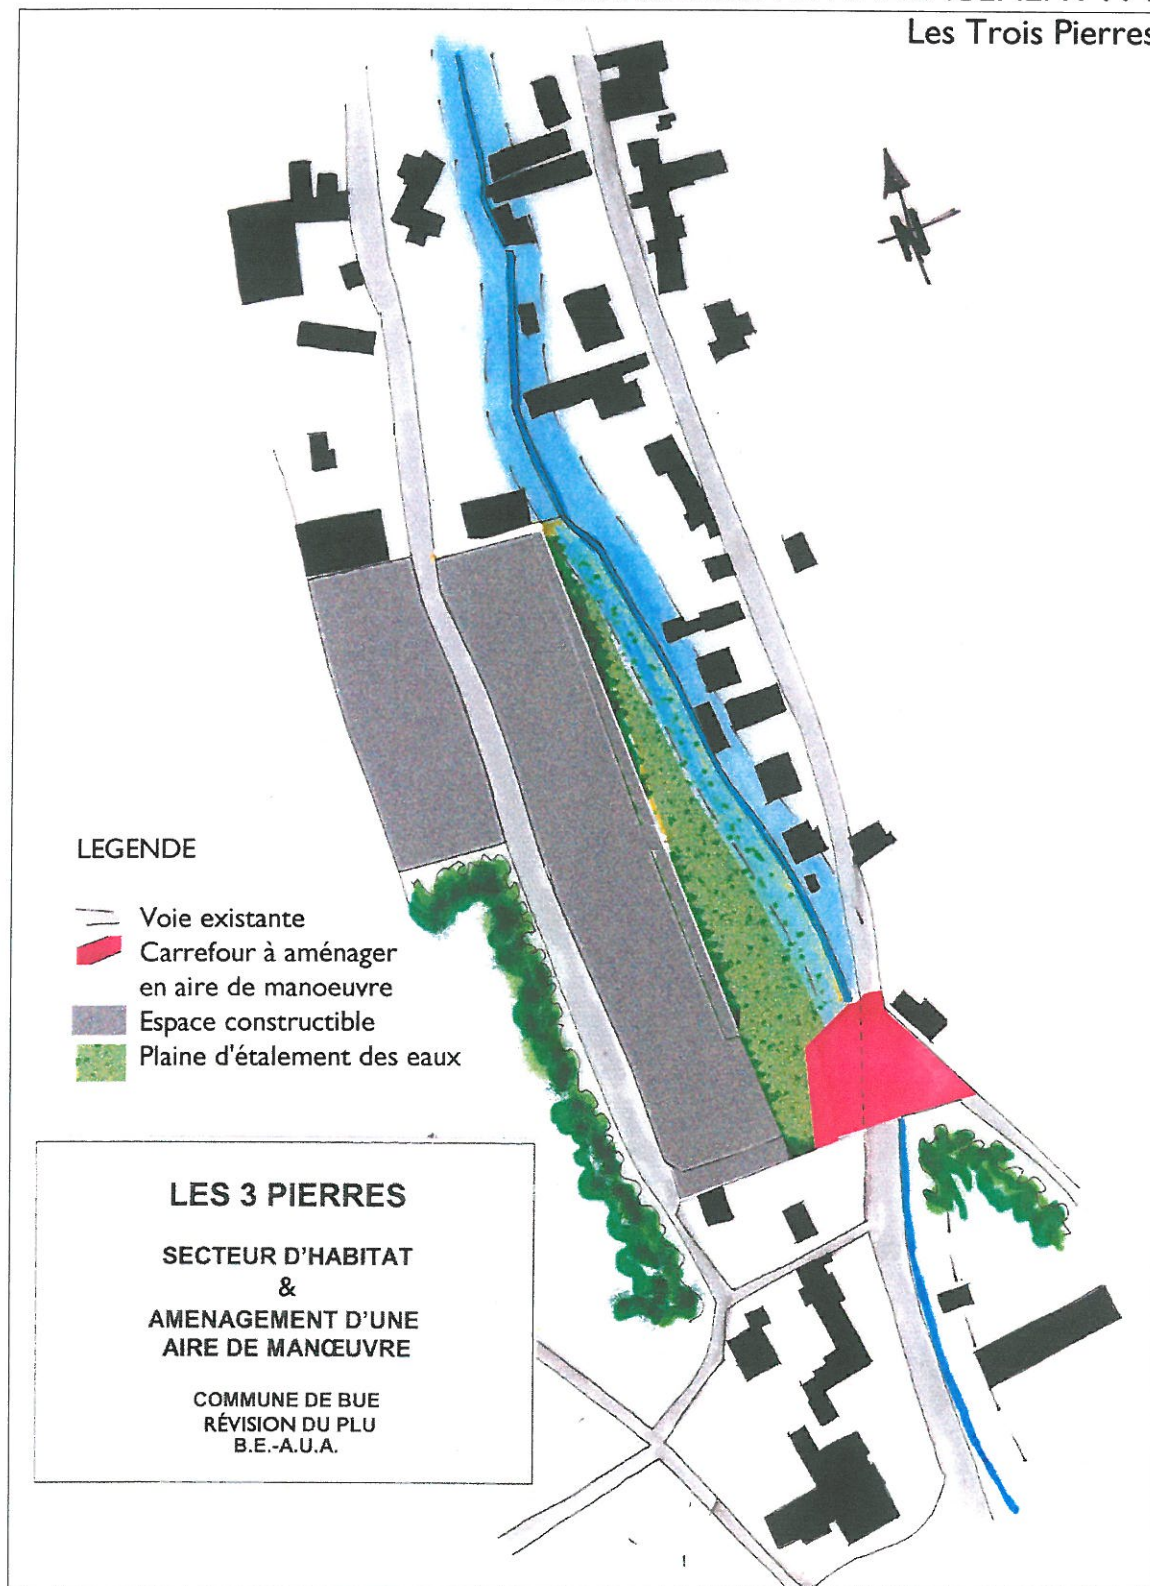 Les Trois Pierres
N
LEGENDE
Voie existante
Carrefour à aménager
en aire de manoeuvre
Espace constructible
Plaine d'étalement des eaux
LES 3 PIERRES
SECTEUR D'HABITAT
&
AMENAGEMENT D'UNE
AIRE DE MANŒUVRE
COMMUNE DE BUE
RÉVISION DU PLU
B.E.-A.U.A.